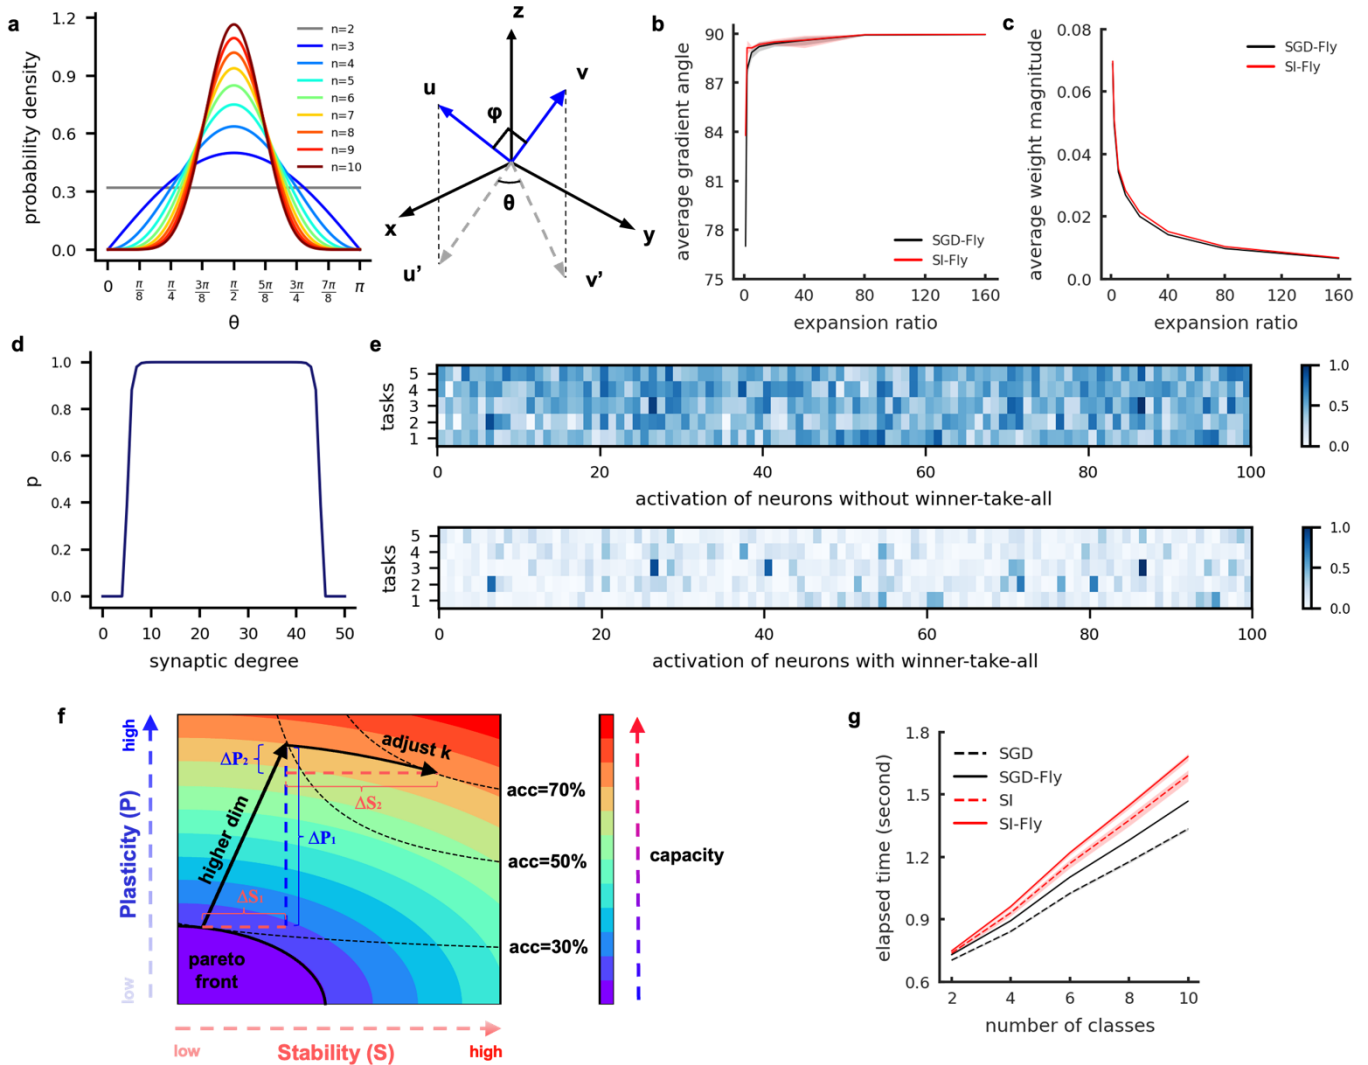 a
1.2
0.9
0.6
0.3
0.0
probability density
n=2
n=3
n=4
n=5
n=6
n=7
n=8
n=9
n=10
0 π/8 π/4 3π/8 π/2 5π/8 3π/4 7π/8 π
θ
z
u
v
φ
θ
x
y
u’
v’
b
90
87
84
81
78
75
average gradient angle
SGD-Fly
SI-Fly
0 40 80 120 160
expansion ratio
c
0.08
0.06
0.04
0.02
0.0
average weight magnitude
SGD-Fly
SI-Fly
0 40 80 120 160
expansion ratio
d
1.0
0.8
0.6
0.4
0.2
0.0
p
0 10 20 30 40 50
synaptic degree
e
tasks
5
4
3
2
1
0 20 40 60 80 100
activation of neurons without winner-take-all
1.0
0.5
0.0
tasks
5
4
3
2
1
0 20 40 60 80 100
activation of neurons with winner-take-all
1.0
0.5
0.0
f
high
Plasticity (P)
low
ΔP₂
adjust k
ΔS₂
higher dim
ΔP₁
ΔS₁
pareto
front
acc=70%
acc=50%
acc=30%
capacity
low
Stability (S)
high
g
1.8
1.5
1.2
0.9
0.6
elapsed time (second)
SGD
SGD-Fly
SI
SI-Fly
2 4 6 8 10
number of classes